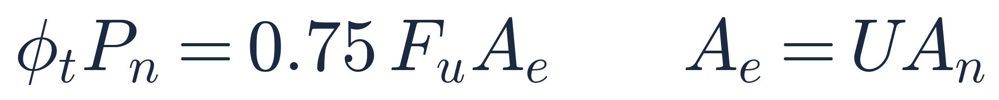 ϕₜPₙ = 0.75 FᵤAₑ Aₑ = UAₙ